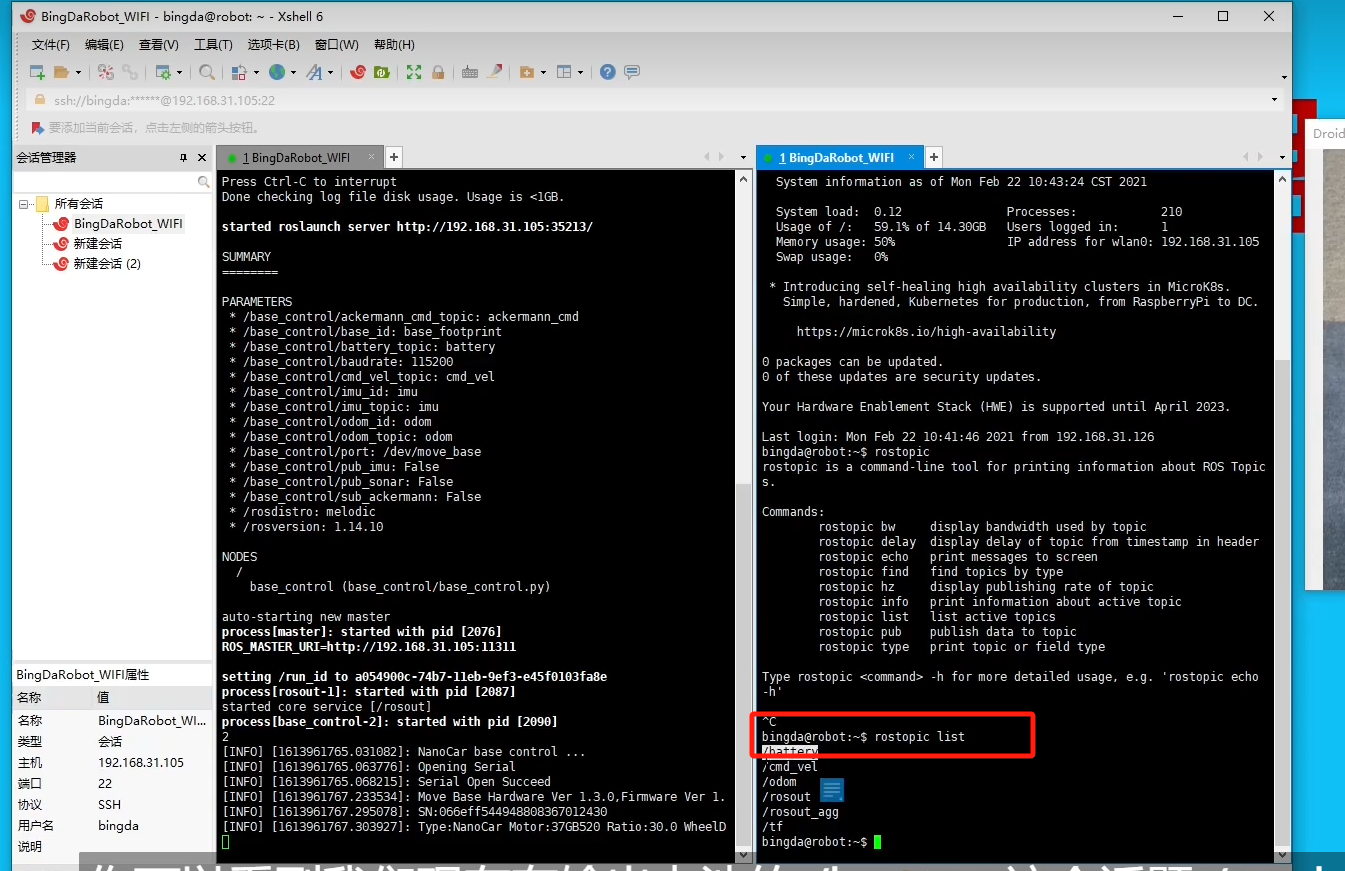 BingDaRobot_WIFI - bingda@robot: ~ - Xshell 6
文件(F) 编辑(E) 查看(V) 工具(T) 选项卡(B) 窗口(W) 帮助(H)
ssh://bingda:******@192.168.31.105:22
要添加当前会话，点击左侧的箭头按钮。
会话管理器
所有会话
BingDaRobot_WIFI
新建会话
新建会话 (2)
BingDaRobot_WIFI属性
名称 值
名称 BingDaRobot_WI...
类型 会话
主机 192.168.31.105
端口 22
协议 SSH
用户名 bingda
说明
1 BingDaRobot_WIFI
Press Ctrl-C to interrupt
Done checking log file disk usage. Usage is <1GB.
started roslaunch server http://192.168.31.105:35213/
SUMMARY
========
PARAMETERS
* /base_control/ackermann_cmd_topic: ackermann_cmd
* /base_control/base_id: base_footprint
* /base_control/battery_topic: battery
* /base_control/baudrate: 115200
* /base_control/cmd_vel_topic: cmd_vel
* /base_control/imu_id: imu
* /base_control/imu_topic: imu
* /base_control/odom_id: odom
* /base_control/odom_topic: odom
* /base_control/port: /dev/move_base
* /base_control/pub_imu: False
* /base_control/pub_sonar: False
* /base_control/sub_ackermann: False
* /rosdistro: melodic
* /rosversion: 1.14.10
NODES
/
base_control (base_control/base_control.py)
auto-starting new master
process[master]: started with pid [2076]
ROS_MASTER_URI=http://192.168.31.105:11311
setting /run_id to a054900c-74b7-11eb-9ef3-e45f0103fa8e
process[rosout-1]: started with pid [2087]
started core service [/rosout]
process[base_control-2]: started with pid [2090]
2
[INFO] [1613961765.031082]: NanoCar base control ...
[INFO] [1613961765.063776]: Opening Serial
[INFO] [1613961765.068215]: Serial Open Succeed
[INFO] [1613961767.233534]: Move Base Hardware Ver 1.3.0,Firmware Ver 1.
[INFO] [1613961767.295078]: SN:066eff544948808367012430
[INFO] [1613961767.303927]: Type:NanoCar Motor:37GB520 Ratio:30.0 WheelD
1 BingDaRobot_WIFI
System information as of Mon Feb 22 10:43:24 CST 2021
System load: 0.12 Processes: 210
Usage of /: 59.1% of 14.30GB Users logged in: 1
Memory usage: 50% IP address for wlan0: 192.168.31.105
Swap usage: 0%
* Introducing self-healing high availability clusters in MicroK8s.
Simple, hardened, Kubernetes for production, from RaspberryPi to DC.
https://microk8s.io/high-availability
0 packages can be updated.
0 of these updates are security updates.
Your Hardware Enablement Stack (HWE) is supported until April 2023.
Last login: Mon Feb 22 10:41:46 2021 from 192.168.31.126
bingda@robot:~$ rostopic
rostopic is a command-line tool for printing information about ROS Topic
s.
Commands:
rostopic bw display bandwidth used by topic
rostopic delay display delay of topic from timestamp in header
rostopic echo print messages to screen
rostopic find find topics by type
rostopic hz display publishing rate of topic
rostopic info print information about active topic
rostopic list list active topics
rostopic pub publish data to topic
rostopic type print topic or field type
Type rostopic <command> -h for more detailed usage, e.g. 'rostopic echo
-h'
^C
bingda@robot:~$ rostopic list
/battery
/cmd_vel
/odom
/rosout
/rosout_agg
/tf
bingda@robot:~$
Droid